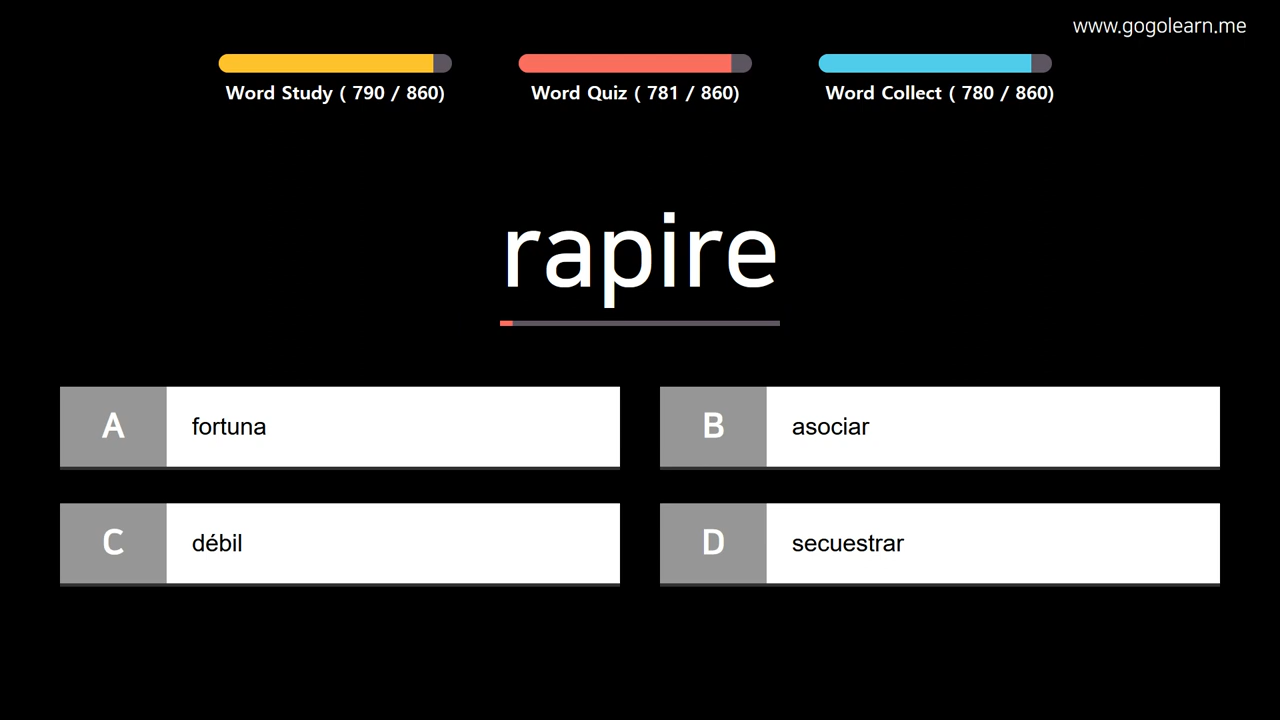 www.gogolearn.me
Word Study ( 790 / 860)
Word Quiz ( 781 / 860)
Word Collect ( 780 / 860)
rapire
A fortuna
B asociar
C débil
D secuestrar